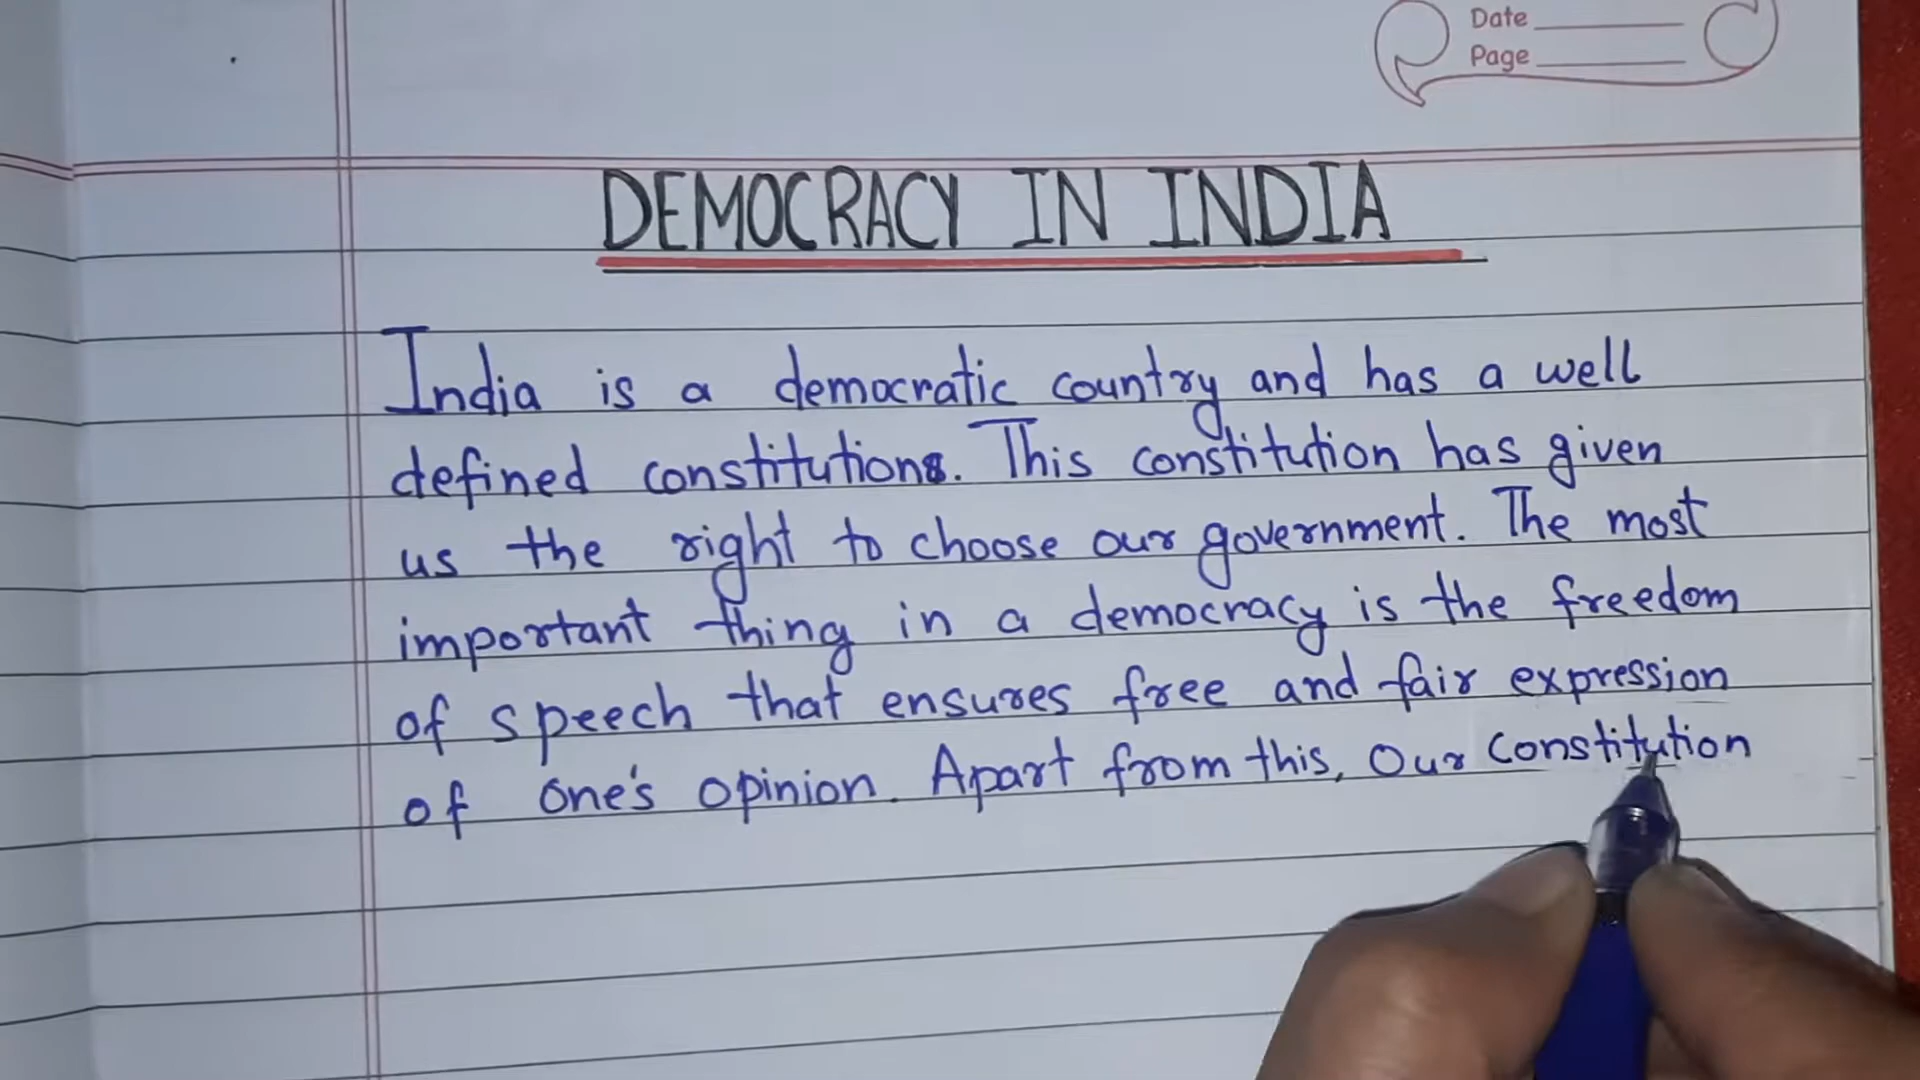 Date
Page
DEMOCRACY IN INDIA
India is a democratic country and has a well
defined constitutions. This constitution has given
us the right to choose our government. The most
important thing in a democracy is the freedom
of speech that ensures free and fair expression
of one's opinion. Apart from this, Our Constitution